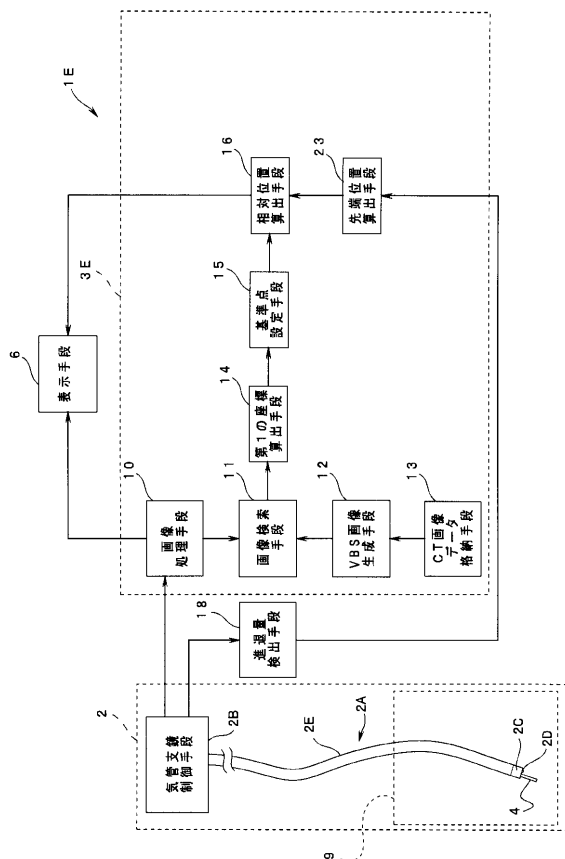 1E
3E
6
表示手段
16
相対位置
算出手段
23
先端位置
算出手段
15
基準点
設定手段
14
第1の座標
算出手段
10
画像
処理手段
11
画像検索
手段
12
VBS画像
生成手段
13
CT画像
データ
格納手段
18
進退量
検出手段
2
2B
気管支鏡
制御手段
2E
2A
2C
2D
4
9